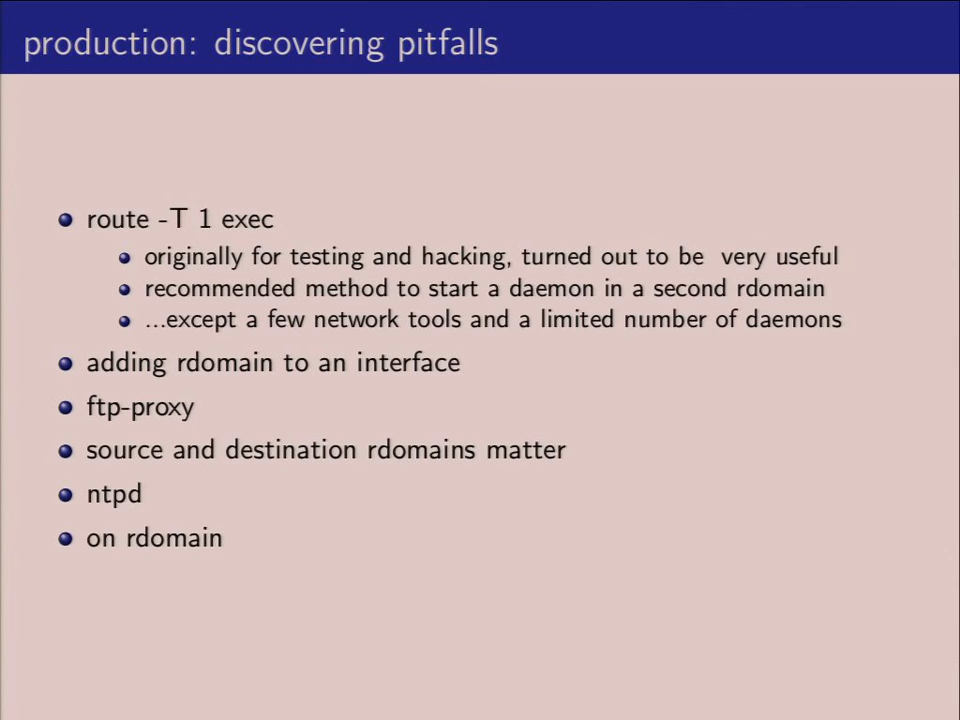 production: discovering pitfalls
route -T 1 exec
originally for testing and hacking, turned out to be very useful
recommended method to start a daemon in a second rdomain
...except a few network tools and a limited number of daemons
adding rdomain to an interface
ftp-proxy
source and destination rdomains matter
ntpd
on rdomain